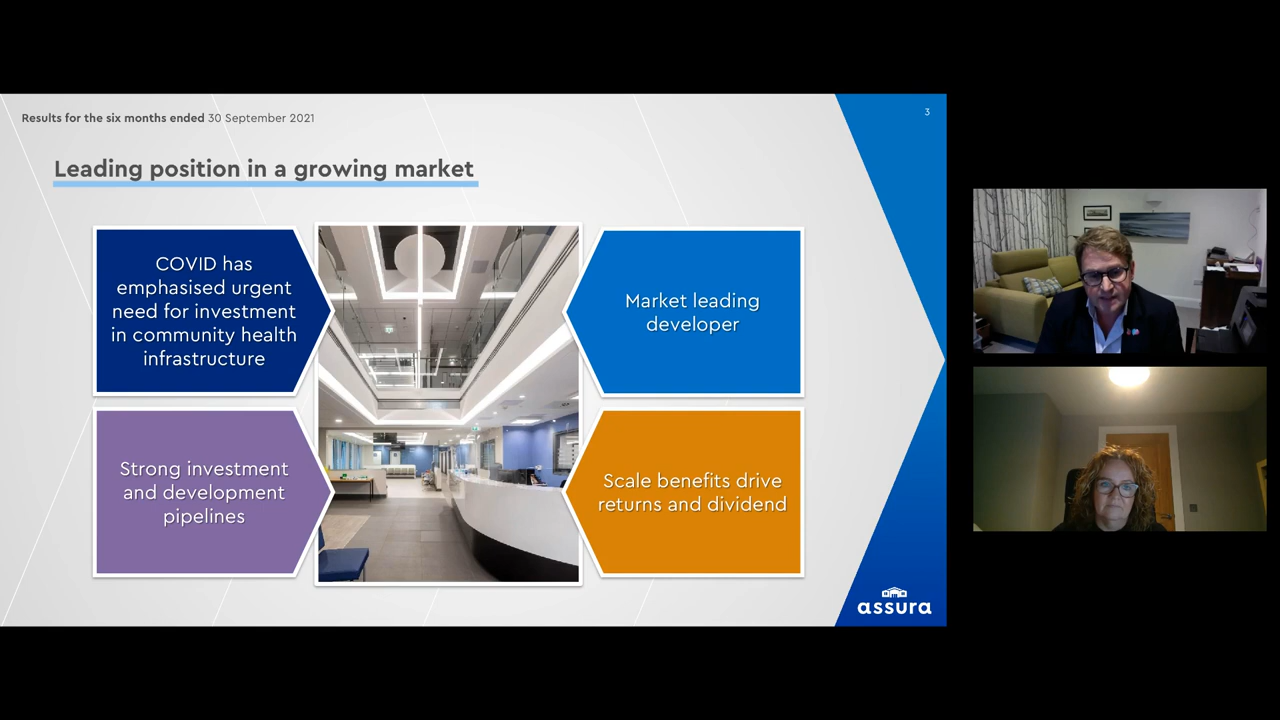 Results for the six months ended 30 September 2021
3
Leading position in a growing market
COVID has
emphasised urgent
need for investment
in community health
infrastructure
Market leading
developer
Strong investment
and development
pipelines
Scale benefits drive
returns and dividend
assura